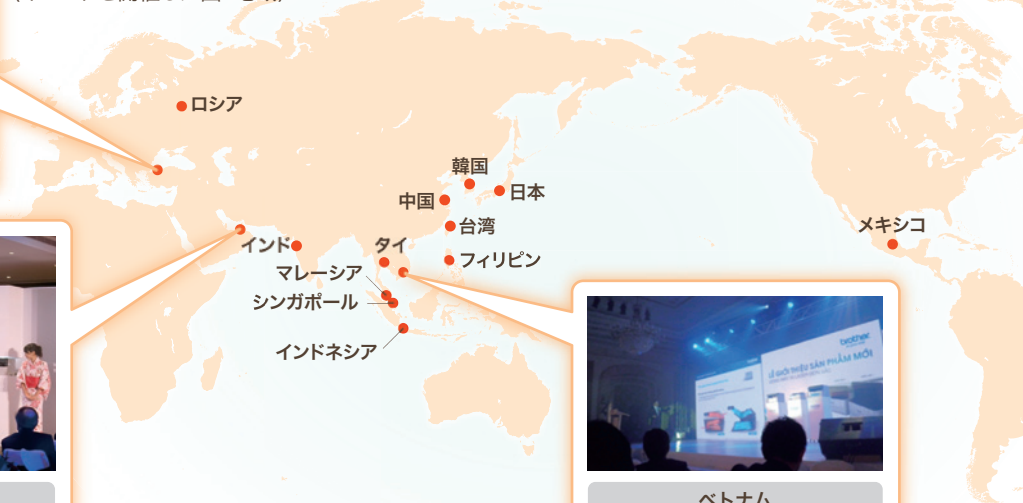 ロシア
韓国
日本
中国
台湾
メキシコ
インド
タイ
フィリピン
マレーシア
シンガポール
インドネシア
brother
LỄ GIỚI THIỆU SẢN PHẨM MỚI
ベトナム